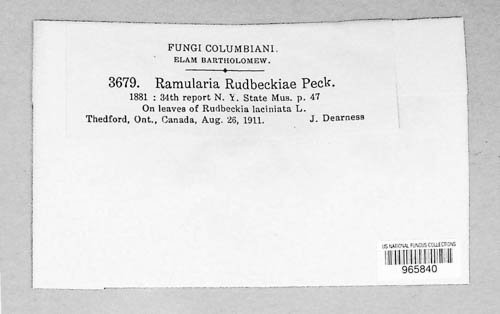 FUNGI COLUMBIANI.
ELAM BARTHOLOMEW.
3679. Ramularia Rudbeckiae Peck.
1881 : 34th report N. Y. State Mus. p. 47
On leaves of Rudbeckia laciniata L.
Thedford, Ont., Canada, Aug. 26, 1911. J. Dearness
US NATIONAL FUNGUS COLLECTIONS
965840